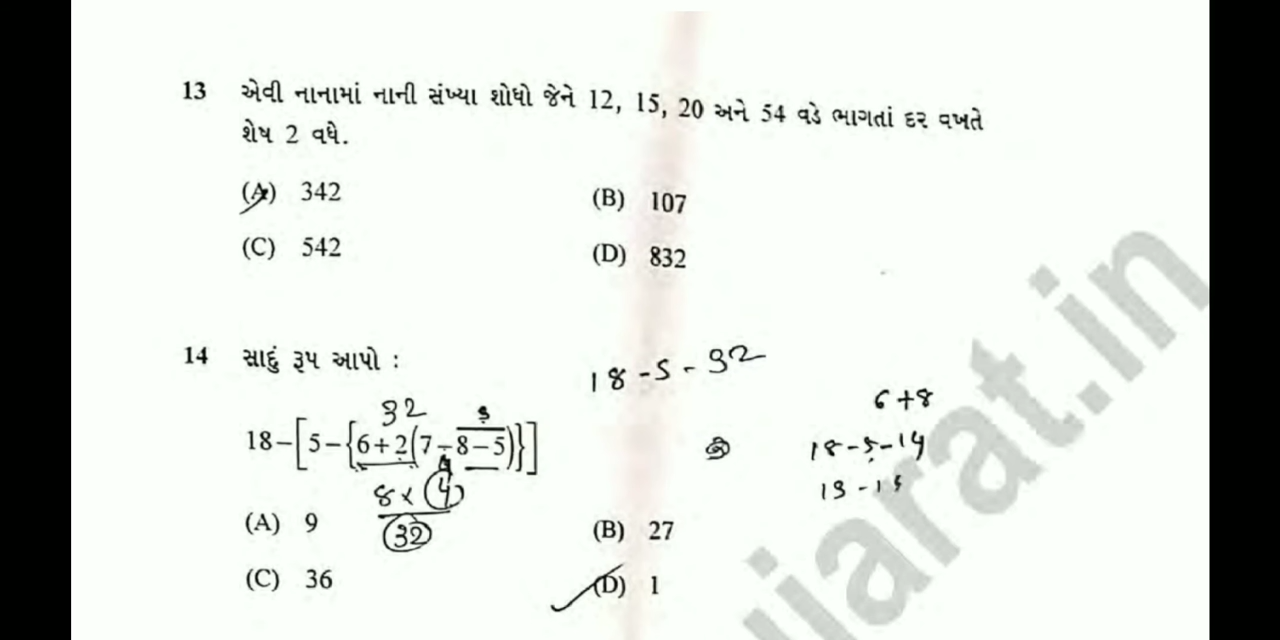 13 એવી નાનામાં નાની સંખ્યા શોધો જેને 12, 15, 20 અને 54 વડે ભાગતાં દર વખતે
શેષ 2 વધે.
(A) 342 (B) 107
(C) 542 (D) 832
14 સાદું રૂપ આપો :
18 - 5 - 32
32
6 + 8
18-[5-{6+2(7-8-5)}]
18 - 5 - 14
8 x 4
32
(A) 9 (B) 27
(C) 36 (D) 1
jarat.in